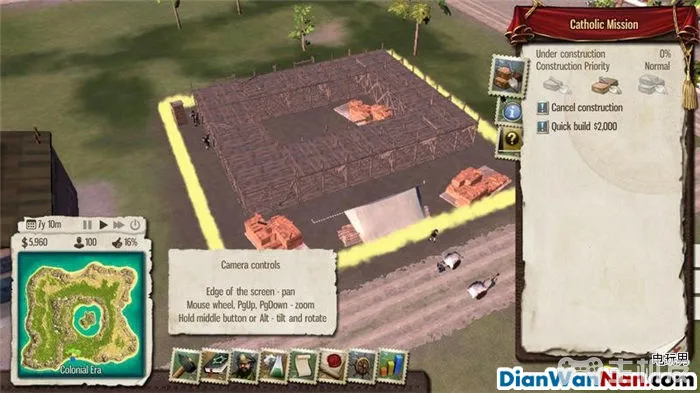 Catholic Mission
Under construction 0%
Construction Priority Normal
Cancel construction
Quick build $2,000
7y 10m
$5,960 100 16%
Colonial Era
Camera controls
Edge of the screen - pan
Mouse wheel, PgUp, PgDown - zoom
Hold middle button or Alt - tilt and rotate
电玩男
DianWanNan.com